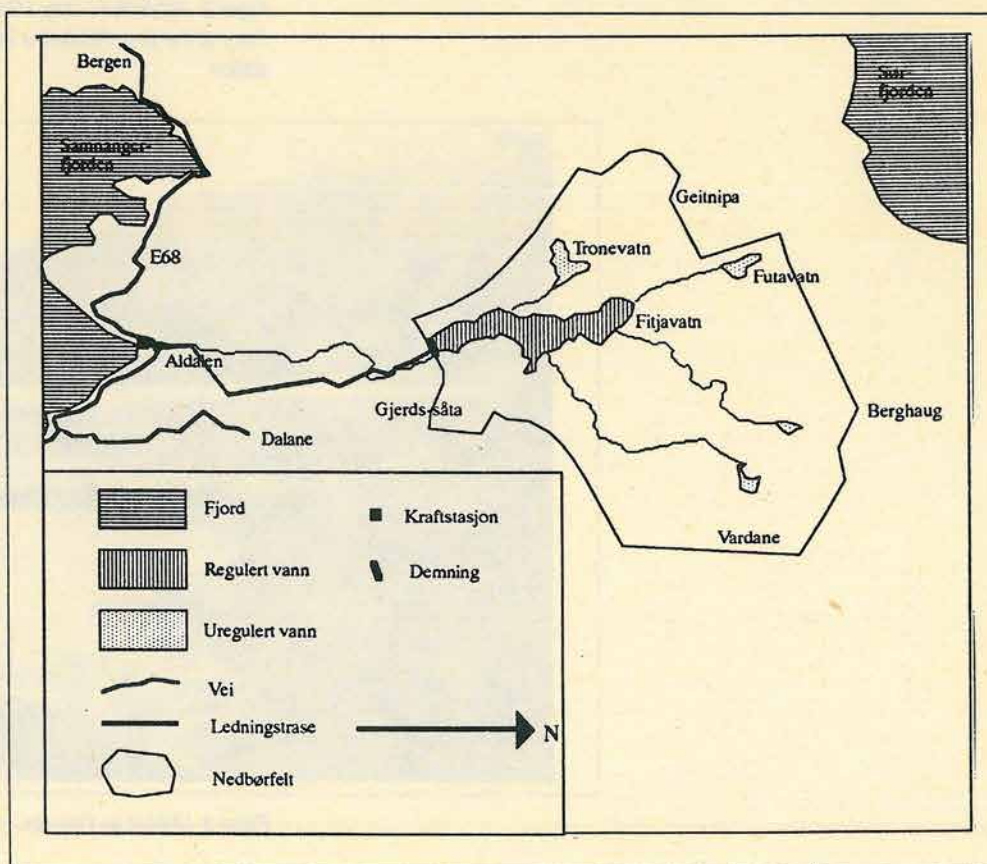 Bergen
Sør-
fjorden
Samnanger-
fjorden
Geitnipa
Tronevatn
E68
Futavatn
Fitjavatn
Aldalen
Gjerds-såta
Berghaug
Dalane
Vardane
Fjord
Kraftstasjon
Regulert vann
Demning
Uregulert vann
Vei
Ledningstrase
N
Nedbørfelt